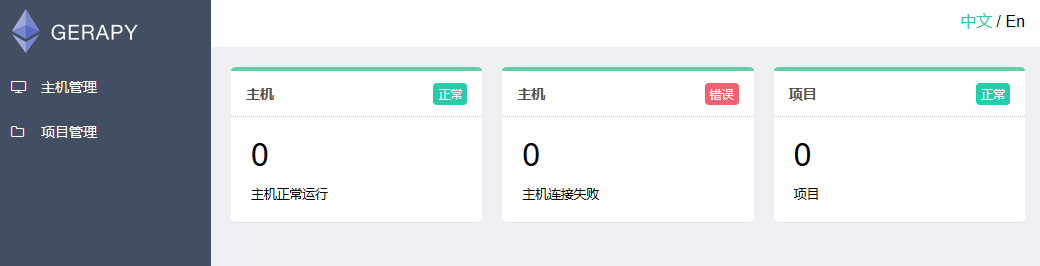 GERAPY
中文 / En
主机管理
项目管理
主机 正常
0
主机正常运行
主机 错误
0
主机连接失败
项目 正常
0
项目